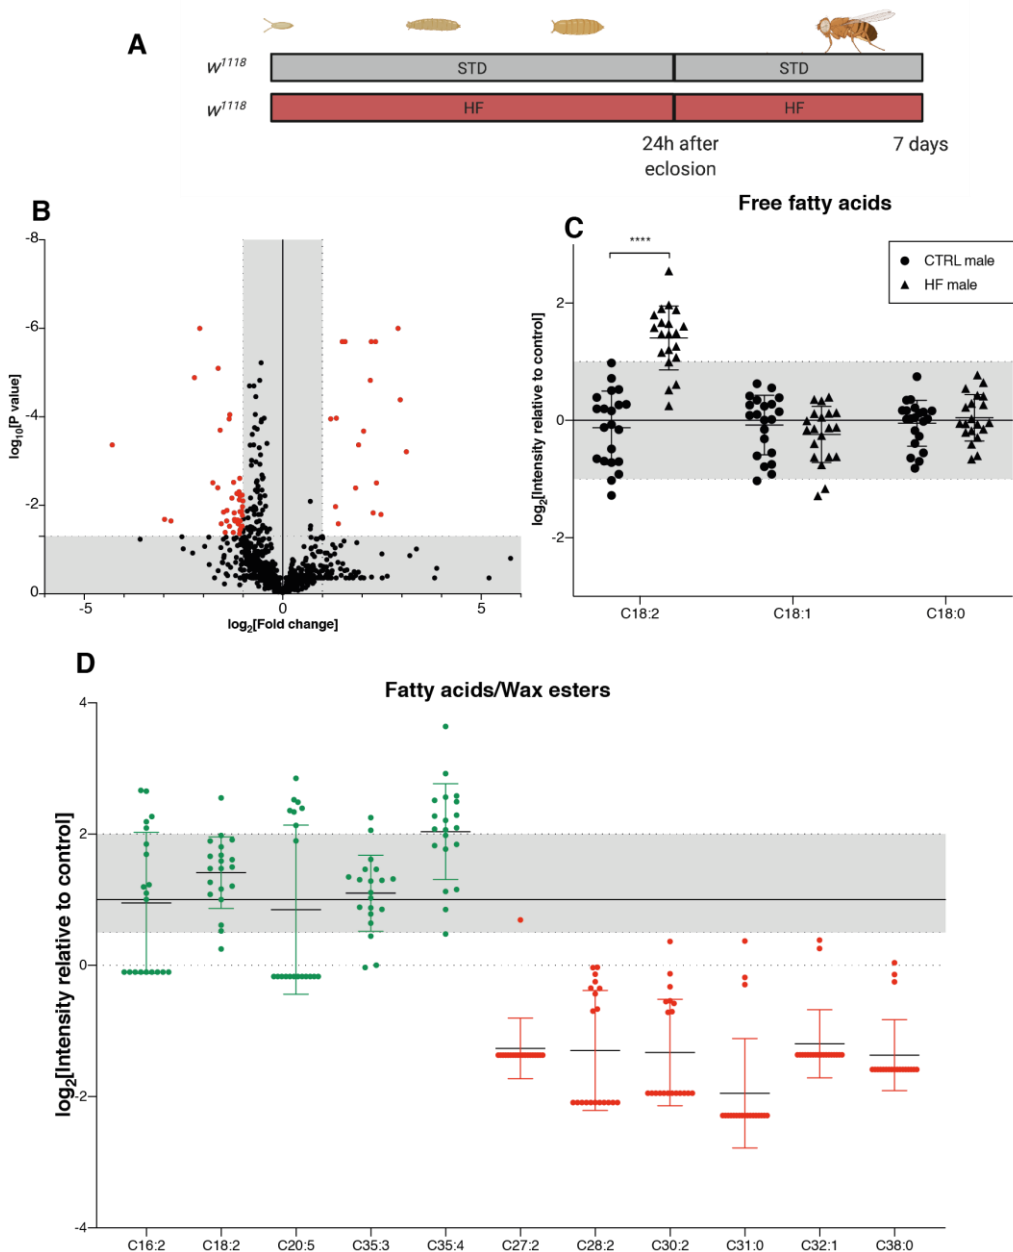 A
w1118
STD
STD
w1118
HF
HF
24h after
eclosion
7 days
B
-8
-6
-4
-2
0
log10[P value]
-5
0
5
log2[Fold change]
Free fatty acids
C
CTRL male
HF male
****
2
0
-2
log2[Intensity relative to control]
C18:2
C18:1
C18:0
D
Fatty acids/Wax esters
4
2
0
-2
-4
log2[Intensity relative to control]
C16:2
C18:2
C20:5
C35:3
C35:4
C27:2
C28:2
C30:2
C31:0
C32:1
C38:0